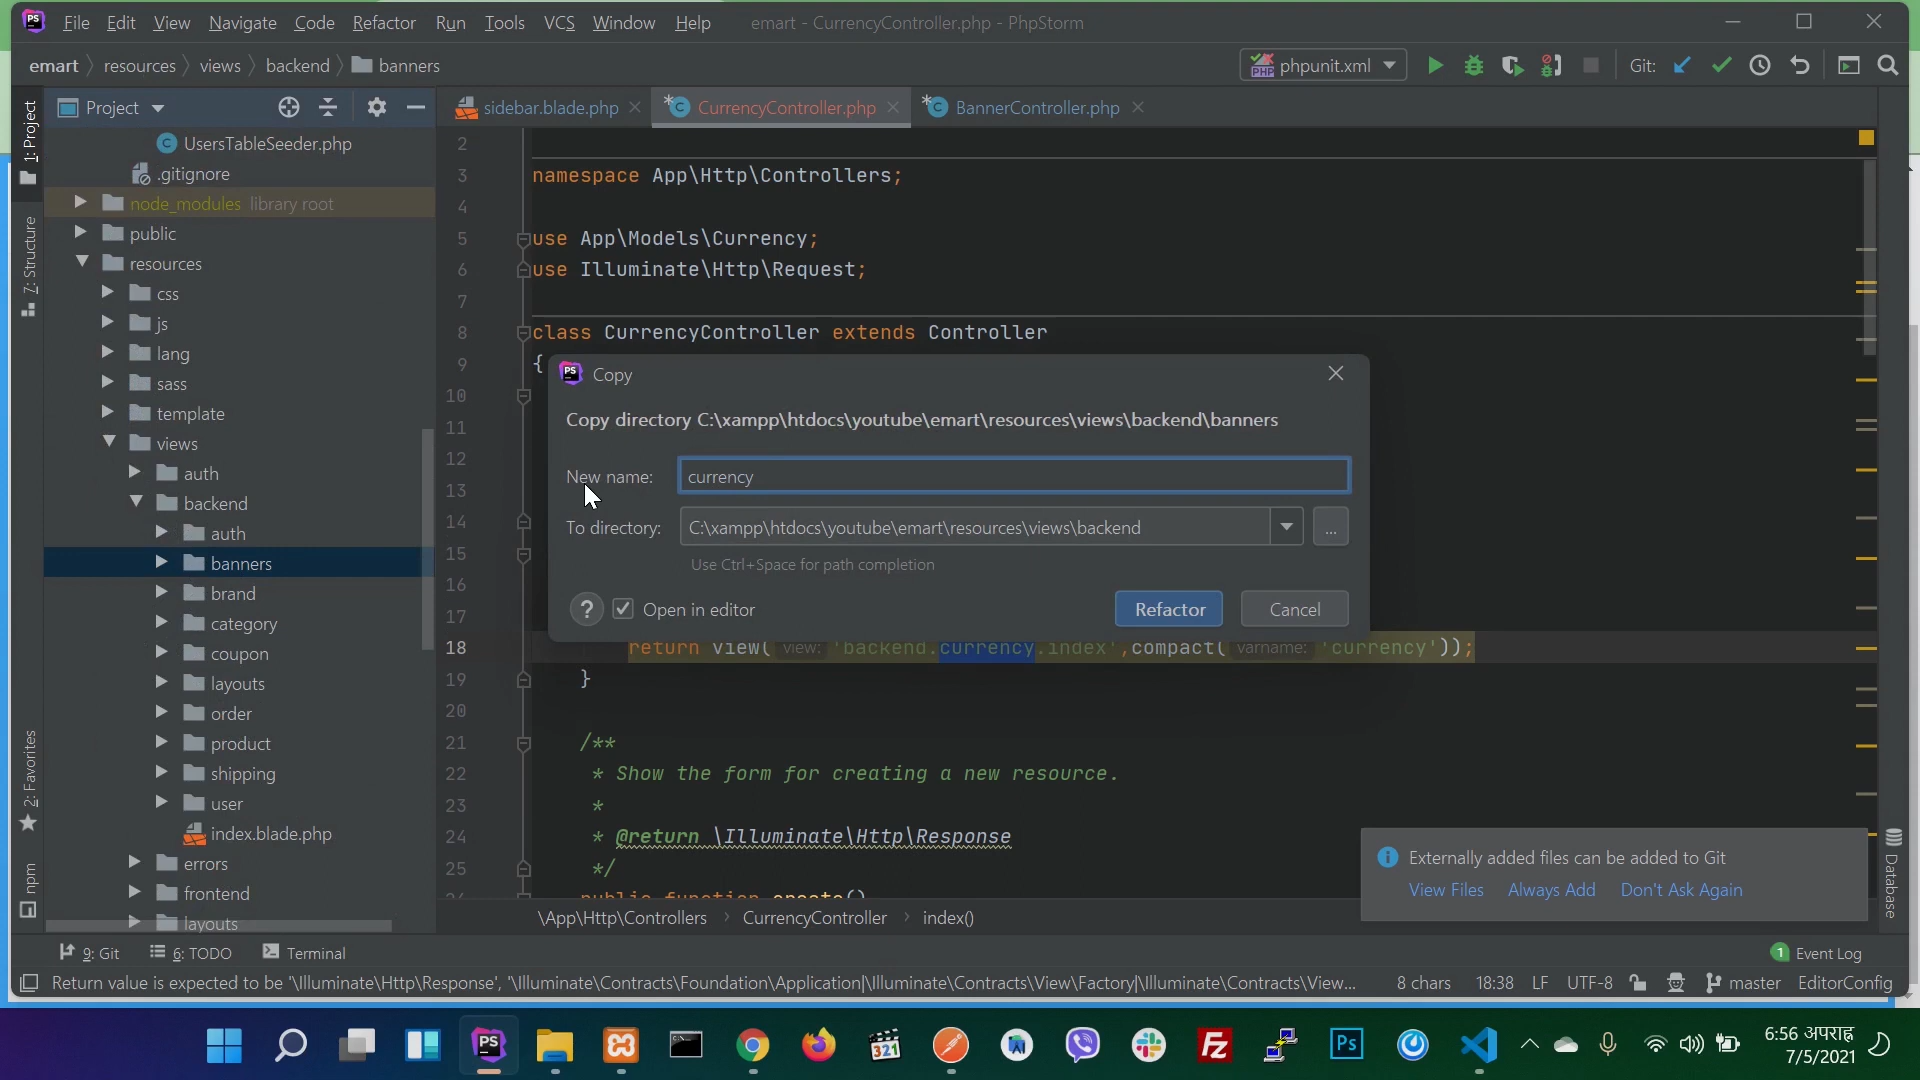 PS File Edit View Navigate Code Refactor Run Tools VCS Window Help emart - CurrencyController.php - PhpStorm
emart resources views backend banners phpunit.xml Git:
Project sidebar.blade.php CurrencyController.php BannerController.php
1: Project
7: Structure
2: Favorites
npm
UsersTableSeeder.php
.gitignore
node_modules library root
public
resources
css
js
lang
sass
template
views
auth
backend
auth
banners
brand
category
coupon
layouts
order
product
shipping
user
index.blade.php
errors
frontend
layouts
2
3 namespace App\Http\Controllers;
4
5 use App\Models\Currency;
6 use Illuminate\Http\Request;
7
8 class CurrencyController extends Controller
9 {
10
11
12
13
14
15
16
17
18 return view( view: 'backend.currency.index',compact( varname: 'currency'));
19 }
20
21 /**
22 * Show the form for creating a new resource.
23 *
24 * @return \Illuminate\Http\Response
25 */
public function create()
Copy
Copy directory C:\xampp\htdocs\youtube\emart\resources\views\backend\banners
New name: currency
To directory: C:\xampp\htdocs\youtube\emart\resources\views\backend ...
Use Ctrl+Space for path completion
? Open in editor Refactor Cancel
Externally added files can be added to Git
View Files Always Add Don't Ask Again
Database
\App\Http\Controllers › CurrencyController › index()
9: Git 6: TODO Terminal 1 Event Log
Return value is expected to be '\Illuminate\Http\Response', '\Illuminate\Contracts\Foundation\Application|\Illuminate\Contracts\View\Factory|\Illuminate\Contracts\View... 8 chars 18:38 LF UTF-8 master EditorConfig
PS 321 Fz Ps 6:56 अपराह्न
7/5/2021